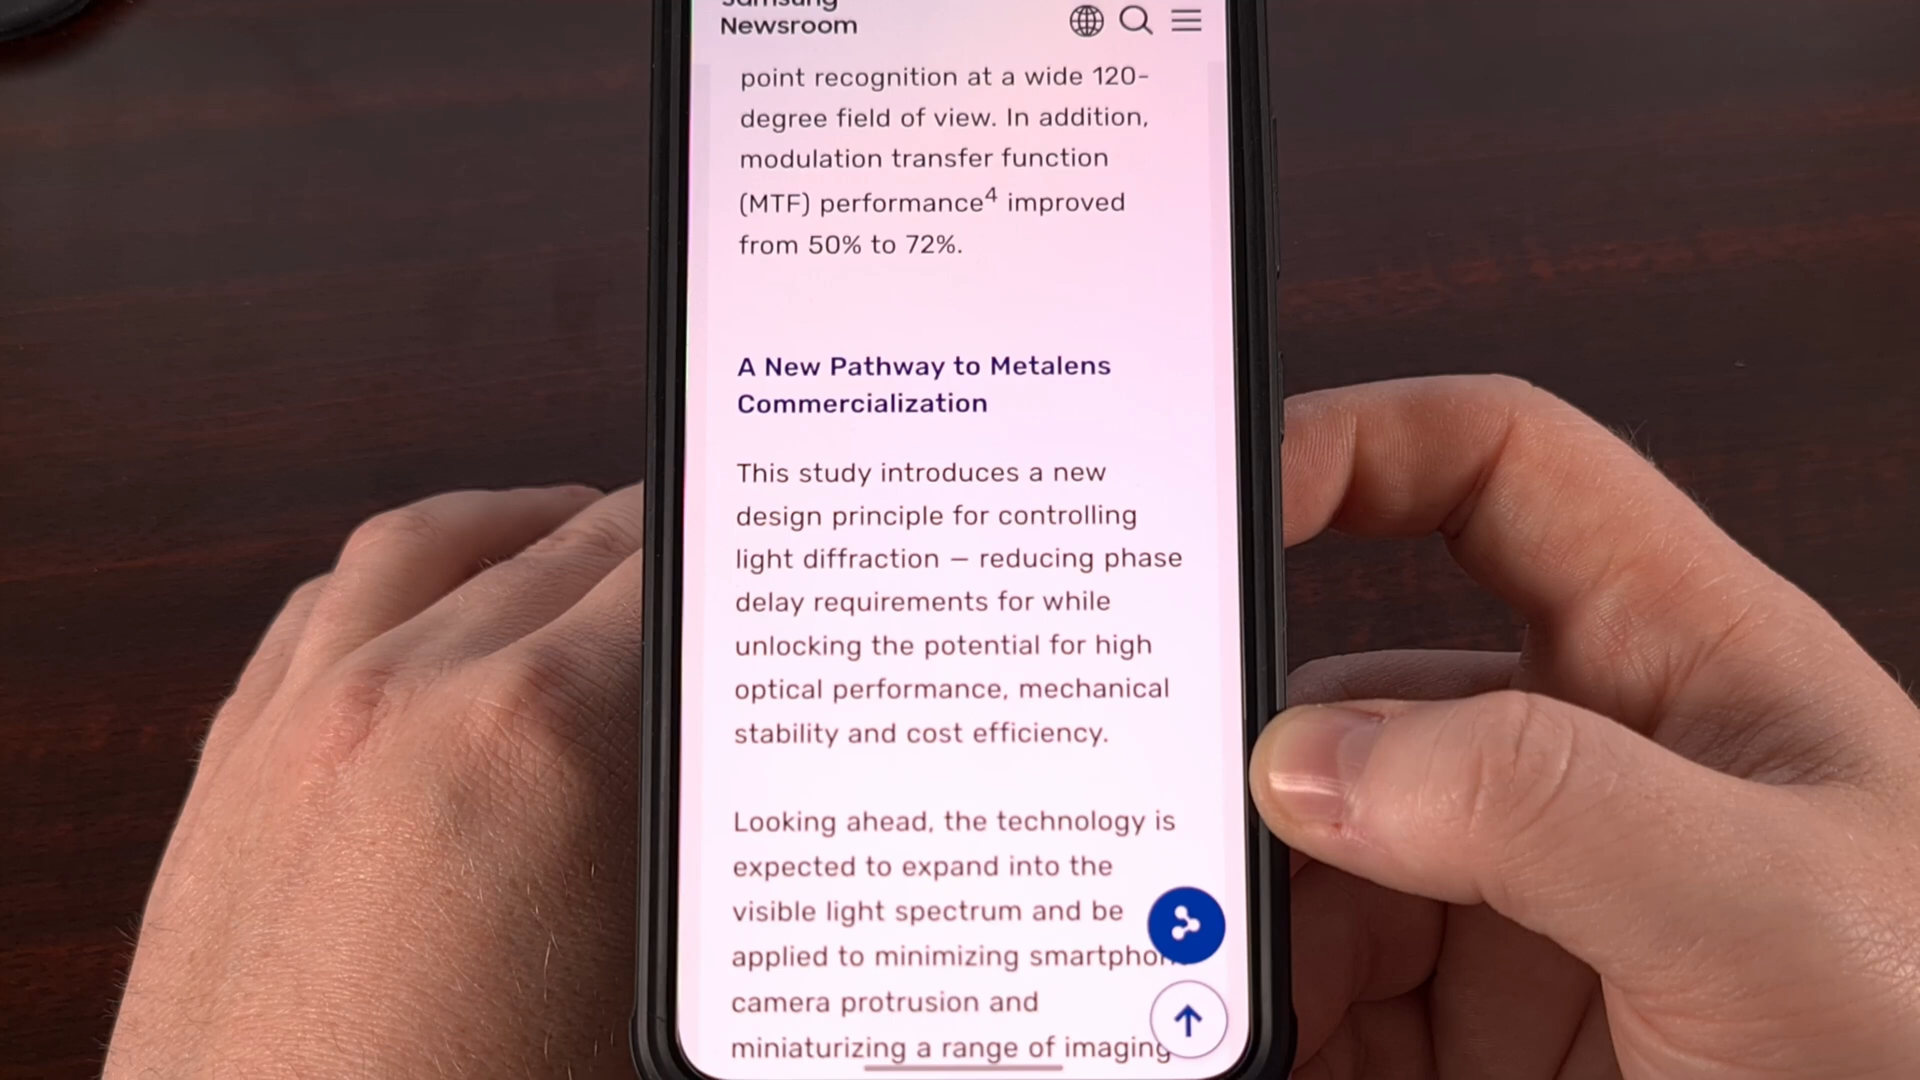 Samsung
Newsroom
point recognition at a wide 120-
degree field of view. In addition,
modulation transfer function
(MTF) performance4 improved
from 50% to 72%.
A New Pathway to Metalens
Commercialization
This study introduces a new
design principle for controlling
light diffraction — reducing phase
delay requirements for while
unlocking the potential for high
optical performance, mechanical
stability and cost efficiency.
Looking ahead, the technology is
expected to expand into the
visible light spectrum and be
applied to minimizing smartphon
camera protrusion and
miniaturizing a range of imaging